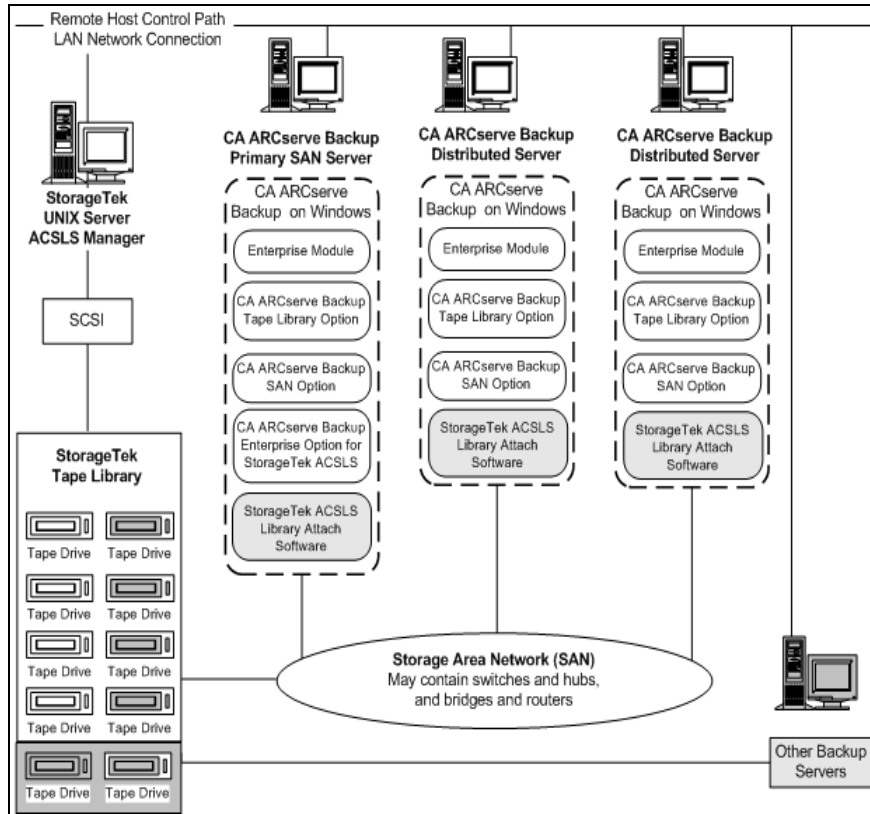 Remote Host Control Path
LAN Network Connection
StorageTek
UNIX Server
ACSLS Manager
SCSI
StorageTek
Tape Library
Tape Drive
Tape Drive
Tape Drive
Tape Drive
Tape Drive
Tape Drive
Tape Drive
Tape Drive
Tape Drive
Tape Drive
CA ARCserve Backup
Primary SAN Server
CA ARCserve
Backup on Windows
Enterprise Module
CA ARCserve Backup
Tape Library Option
CA ARCserve Backup
SAN Option
CA ARCserve Backup
Enterprise Option for
StorageTek ACSLS
StorageTek ACSLS
Library Attach
Software
CA ARCserve Backup
Distributed Server
CA ARCserve
Backup on Windows
Enterprise Module
CA ARCserve Backup
Tape Library Option
CA ARCserve Backup
SAN Option
StorageTek ACSLS
Library Attach
Software
CA ARCserve Backup
Distributed Server
CA ARCserve
Backup on Windows
Enterprise Module
CA ARCserve Backup
Tape Library Option
CA ARCserve Backup
SAN Option
StorageTek ACSLS
Library Attach
Software
Storage Area Network (SAN)
May contain switches and hubs,
and bridges and routers
Other Backup
Servers